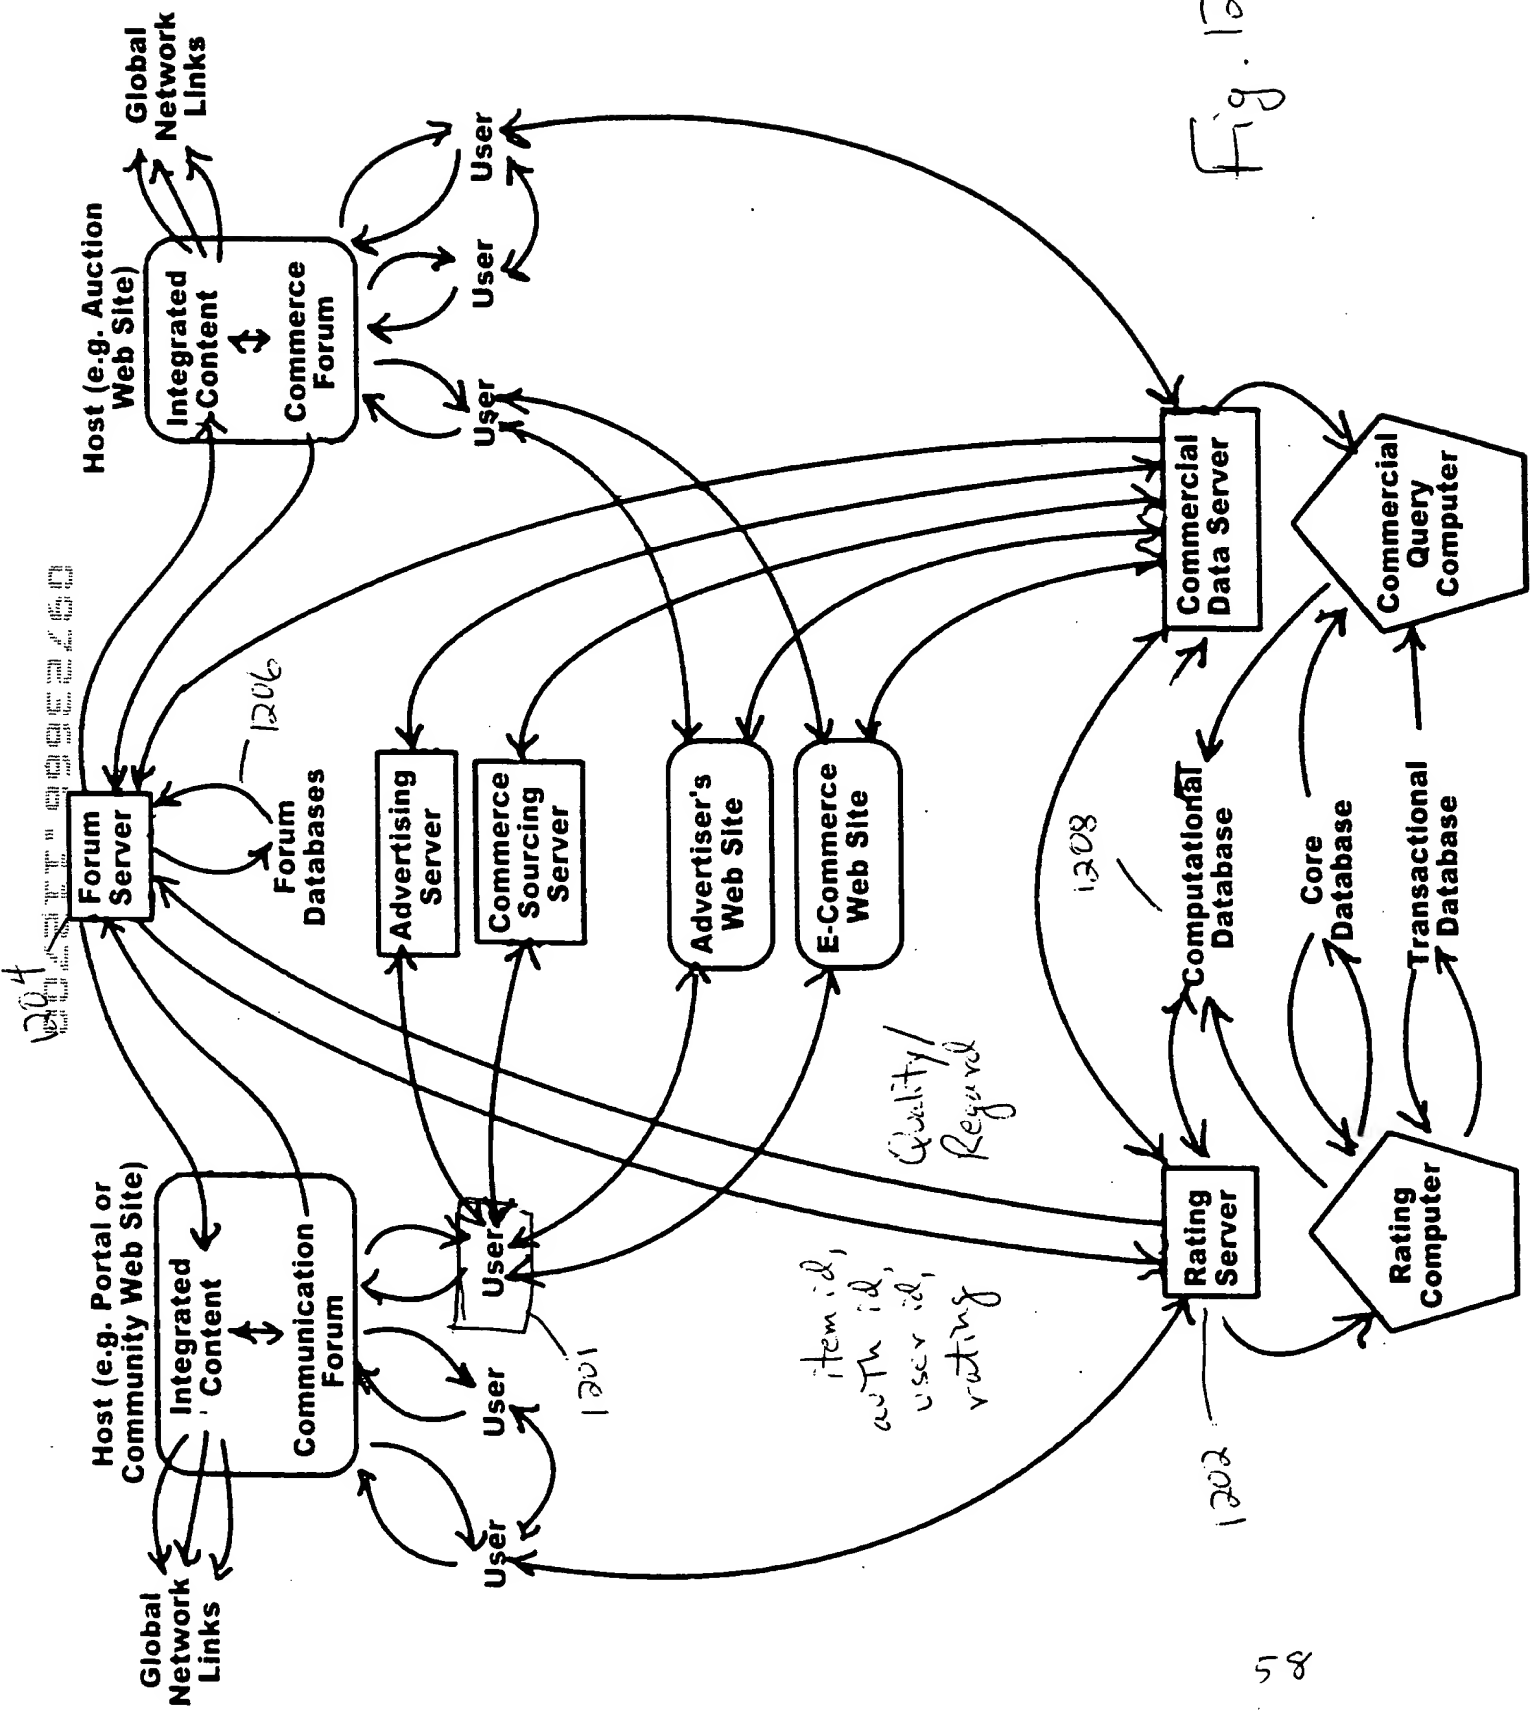 Global
Network
Links
Host (e.g. Portal or
Community Web Site)
Integrated
Content
Communication
Forum
User
User
User
1201
1204
Forum
Server
1206
Forum
Databases
Host (e.g. Auction
Web Site)
Integrated
Content
Commerce
Forum
Global
Network
Links
User
User
User
Advertising
Server
Commerce
Sourcing
Server
Advertiser's
Web Site
E-Commerce
Web Site
item id,
auth id,
user id,
rating
Quality/
Regard
1208
1202
Rating
Server
Computational
Database
Commercial
Data Server
Rating
Computer
Core
Database
Transactional
Database
Commercial
Query
Computer
58
Fig. 12